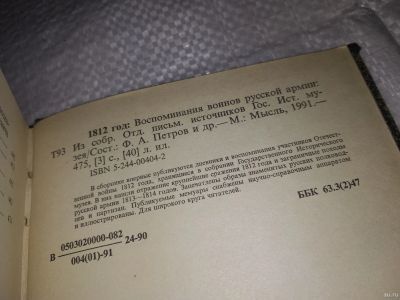 1812 год: Воспоминания воинов русской армии:
Т93 Из собр. Отд. письм. источников Гос. Ист. му-
зея/Сост.: Ф. А. Петров и др.—М.: Мысль, 1991.—
475, [3] с., [40] л. ил.
ISBN 5-244-00404-2
В сборнике впервые публикуются дневники и воспоминания участников Отечест-
венной войны 1812 года, хранящиеся в собрании Государственного Исторического
музея. В них нашли отражение крупнейшие сражения 1812 года и заграничные походы
русской армии 1813—1814 годов. Запечатлены образы знаменитых русских полковод-
цев и партизан. Публикуемые мемуары снабжены научно-справочным аппаратом
и иллюстрированы. Для широкого круга читателей.
В 0503020000-082 24-90
004(01)-91
ББК 63.3(2)47